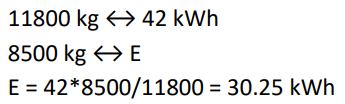 11800 kg ↔ 42 kWh
8500 kg ↔ E
E = 42*8500/11800 = 30.25 kWh